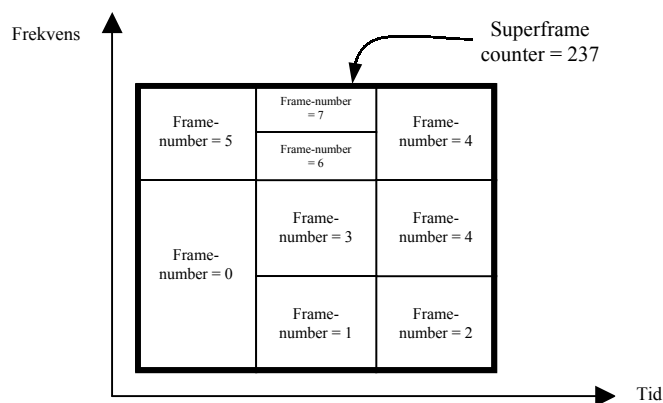 Frekvens
Superframe
counter = 237
Frame-
number = 5
Frame-number
= 7
Frame-number
= 6
Frame-
number = 4
Frame-
number = 0
Frame-
number = 3
Frame-
number = 4
Frame-
number = 1
Frame-
number = 2
Tid